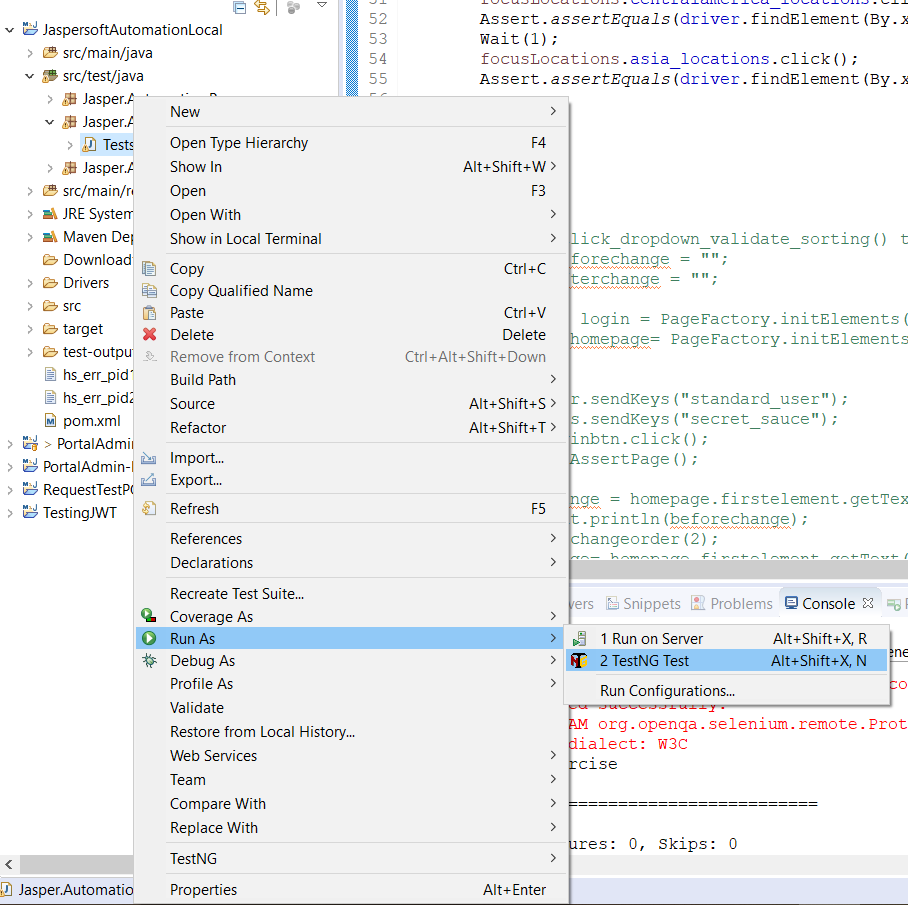 JaspersoftAutomationLocal
src/main/java
src/test/java
Jasper.A
Tests
Jasper.A
src/main/r
JRE System
Maven Dep
Download
Drivers
src
target
test-outpu
hs_err_pid1
hs_err_pid2
pom.xml
> PortalAdmi
PortalAdmin-
RequestTestPO
TestingJWT
Jasper.Automatio
New
Open Type Hierarchy F4
Show In Alt+Shift+W
Open F3
Open With
Show in Local Terminal
Copy Ctrl+C
Copy Qualified Name
Paste Ctrl+V
Delete Delete
Remove from Context Ctrl+Alt+Shift+Down
Build Path
Source Alt+Shift+S
Refactor Alt+Shift+T
Import...
Export...
Refresh F5
References
Declarations
Recreate Test Suite...
Coverage As
Run As
Debug As
Profile As
Validate
Restore from Local History...
Web Services
Team
Compare With
Replace With
TestNG
Properties Alt+Enter
1 Run on Server Alt+Shift+X, R
2 TestNG Test Alt+Shift+X, N
Run Configurations...
52 Assert.assertEquals(driver.findElement(By.x
53 Wait(1);
54 focusLocations.asia_locations.click();
55 Assert.assertEquals(driver.findElement(By.x
lick_dropdown_validate_sorting() t
forechange = "";
terchange = "";
login = PageFactory.initElements(
homepage= PageFactory.initElements
r.sendKeys("standard_user");
s.sendKeys("secret_sauce");
inbtn.click();
AssertPage();
nge = homepage.firstelement.getTex
t.println(beforechange);
changeorder(2);
ge= homepage.firstelement.getText(
vers Snippets Problems Console
ed successfully.
AM org.openqa.selenium.remote.Prot
dialect: W3C
rcise
=========================
ures: 0, Skips: 0